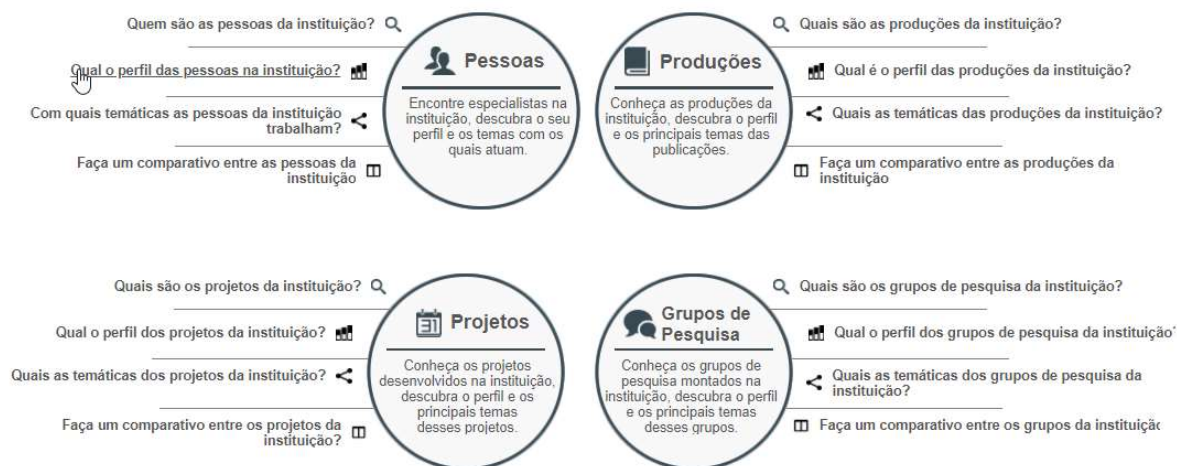 Quem são as pessoas da instituição?
Qual o perfil das pessoas na instituição?
Com quais temáticas as pessoas da instituição
trabalham?
Faça um comparativo entre as pessoas da
instituição
Pessoas
Encontre especialistas na
instituição, descubra o seu
perfil e os temas com os
quais atuam.
Produções
Conheça as produções da
instituição, descubra o perfil
e os principais temas das
publicações.
Quais são as produções da instituição?
Qual é o perfil das produções da instituição?
Quais as temáticas das produções da instituição?
Faça um comparativo entre as produções da
instituição
Quais são os projetos da instituição?
Qual o perfil dos projetos da instituição?
Quais as temáticas dos projetos da instituição?
Faça um comparativo entre os projetos da
instituição?
31
Projetos
Conheça os projetos
desenvolvidos na instituição,
descubra o perfil e os
principais temas
desses projetos.
Grupos de
Pesquisa
Conheça os grupos de
pesquisa montados na
instituição, descubra o perfil
e os principais temas
desses grupos.
Quais são os grupos de pesquisa da instituição?
Qual o perfil dos grupos de pesquisa da instituição
Quais as temáticas dos grupos de pesquisa da
instituição?
Faça um comparativo entre os grupos da